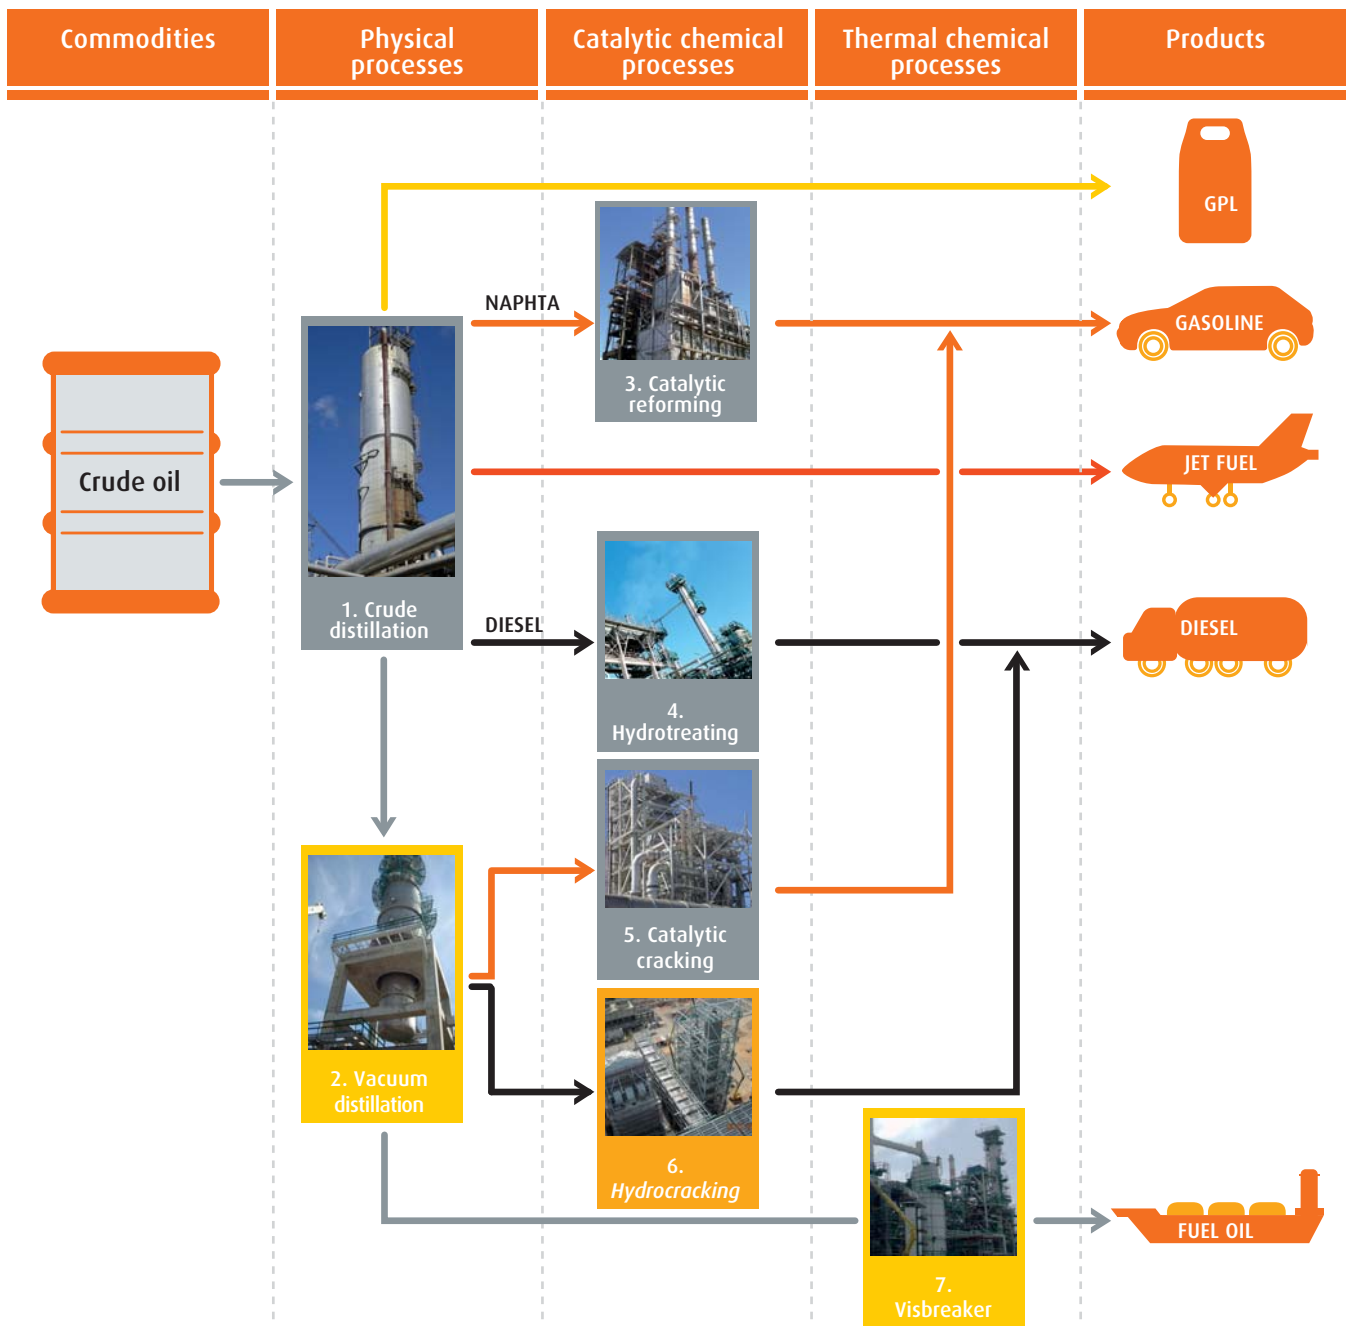 Commodities
Physical
processes
Catalytic chemical
processes
Thermal chemical
processes
Products
GPL
NAPHTA
GASOLINE
3. Catalytic
reforming
Crude oil
JET FUEL
1. Crude
distillation
DIESEL
DIESEL
4.
Hydrotreating
5. Catalytic
cracking
2. Vacuum
distillation
6.
Hydrocracking
FUEL OIL
7.
Visbreaker